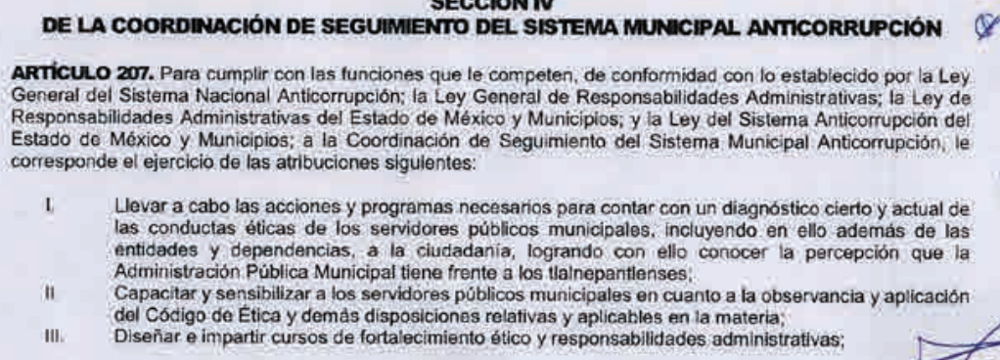 SECCIÓN IV
DE LA COORDINACIÓN DE SEGUIMIENTO DEL SISTEMA MUNICIPAL ANTICORRUPCIÓN
ARTÍCULO 207. Para cumplir con las funciones que le competen, de conformidad con lo establecido por la Ley
General del Sistema Nacional Anticorrupción; la Ley General de Responsabilidades Administrativas; la Ley de
Responsabilidades Administrativas del Estado de México y Municipios; y la Ley del Sistema Anticorrupción del
Estado de México y Municipios; a la Coordinación de Seguimiento del Sistema Municipal Anticorrupción, le
corresponde el ejercicio de las atribuciones siguientes:
I. Llevar a cabo las acciones y programas necesarios para contar con un diagnóstico cierto y actual de
las conductas éticas de los servidores públicos municipales, incluyendo en ello además de las
entidades y dependencias, a la ciudadanía, logrando con ello conocer la percepción que la
Administración Pública Municipal tiene frente a los tlalnepantlenses;
II. Capacitar y sensibilizar a los servidores públicos municipales en cuanto a la observancia y aplicación
del Código de Ética y demás disposiciones relativas y aplicables en la materia;
III. Diseñar e impartir cursos de fortalecimiento ético y responsabilidades administrativas;